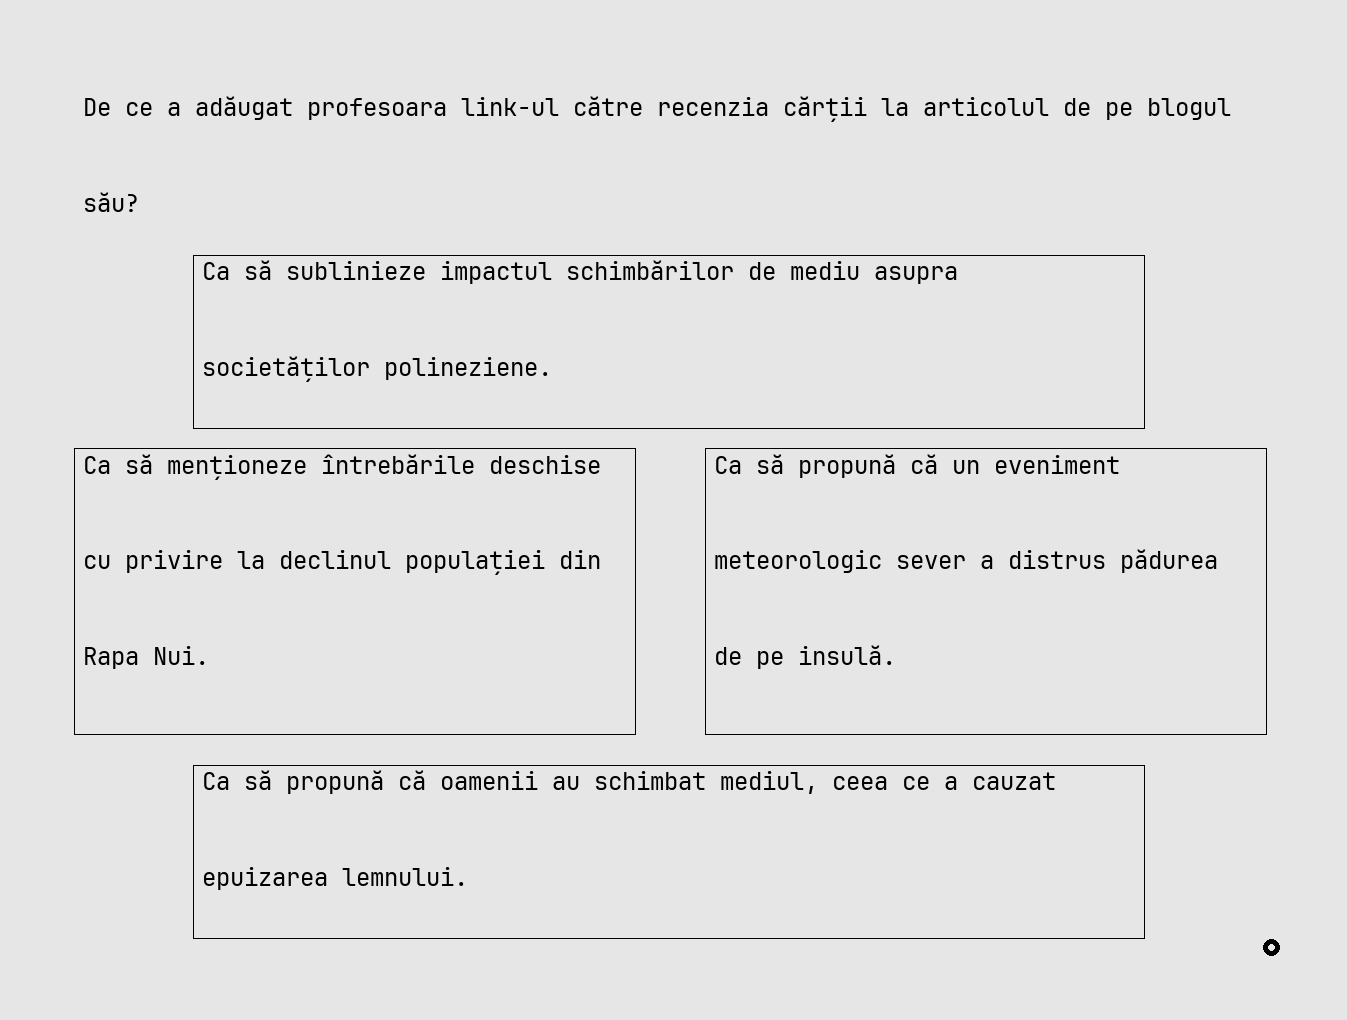 De ce a adăugat profesoara link-ul către recenzia cărții la articolul de pe blogul
său?
Ca să sublinieze impactul schimbărilor de mediu asupra
societăților polineziene.
Ca să menționeze întrebările deschise
cu privire la declinul populației din
Rapa Nui.
Ca să propună că un eveniment
meteorologic sever a distrus pădurea
de pe insulă.
Ca să propună că oamenii au schimbat mediul, ceea ce a cauzat
epuizarea lemnului.